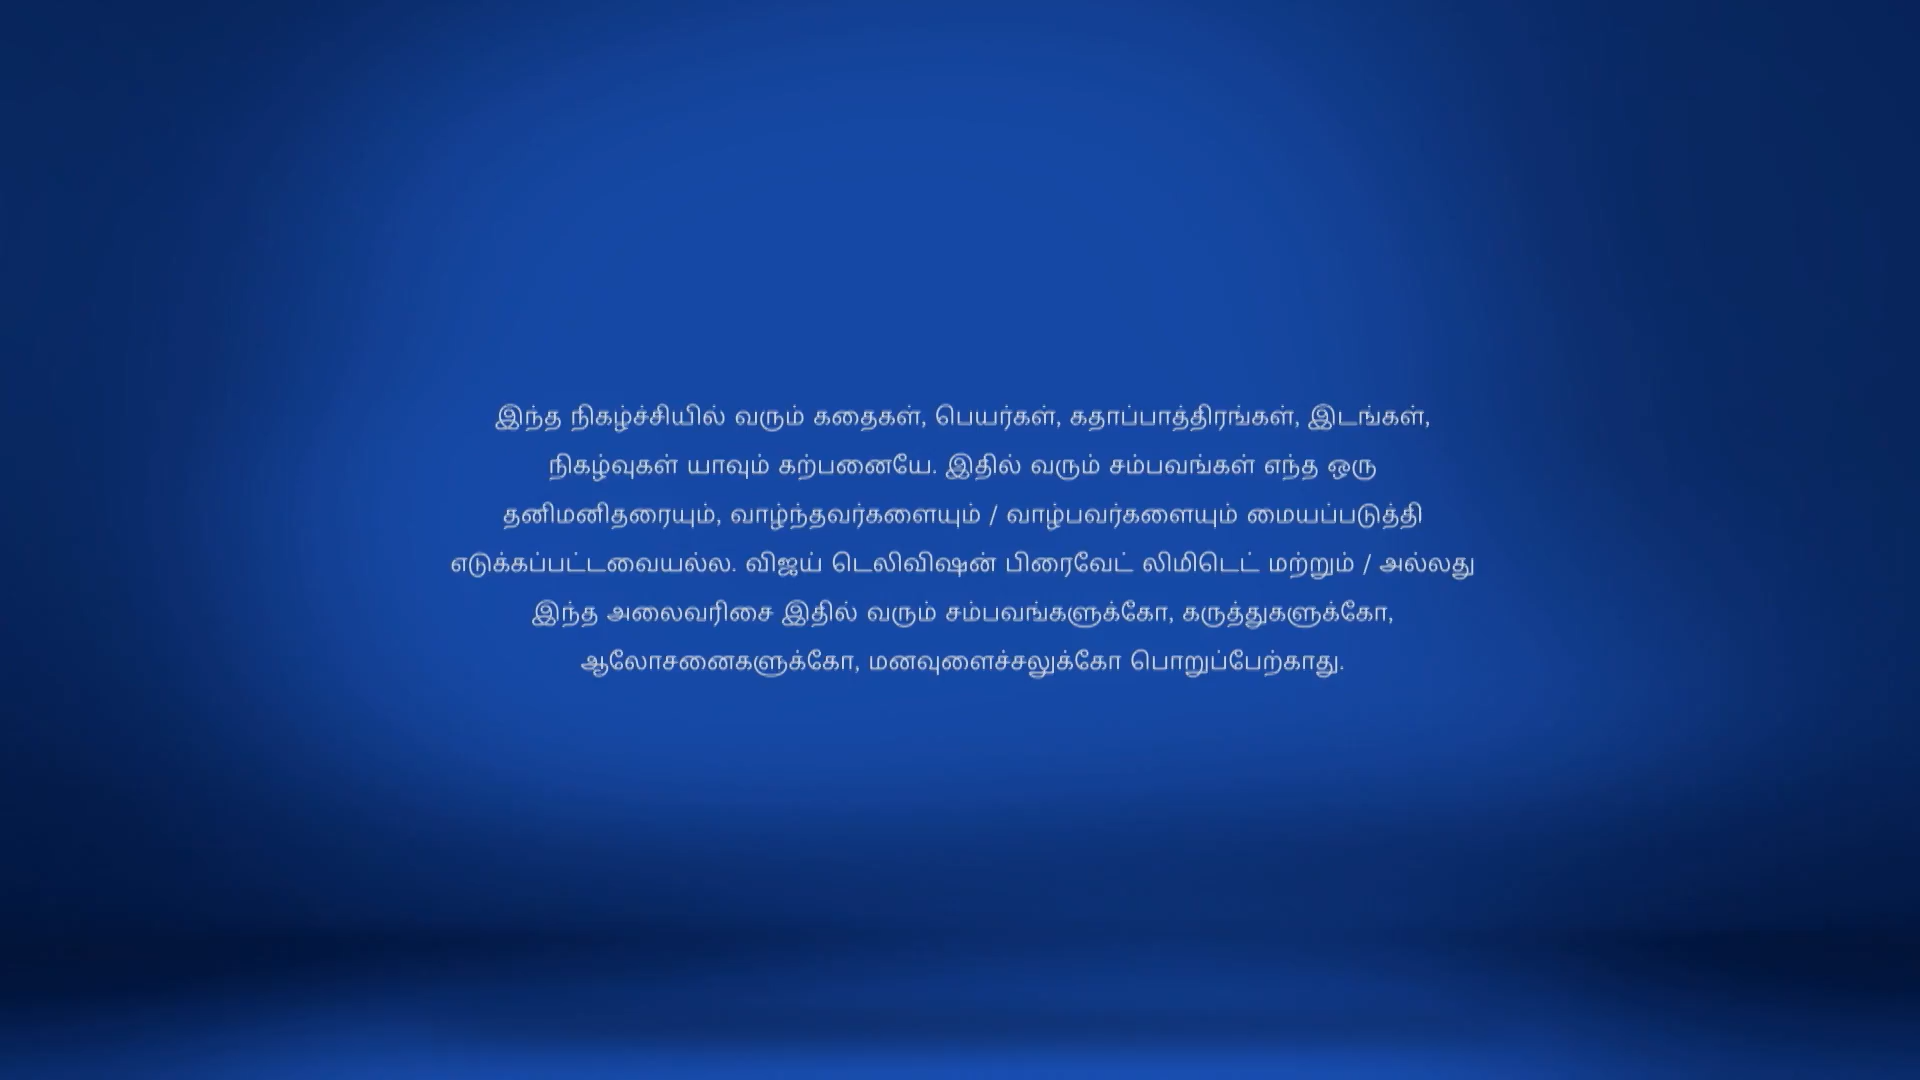 இந்த நிகழ்ச்சியில் வரும் கதைகள், பெயர்கள், கதாப்பாத்திரங்கள், இடங்கள்,
நிகழ்வுகள் யாவும் கற்பனையே. இதில் வரும் சம்பவங்கள் எந்த ஒரு
தனிமனிதரையும், வாழ்ந்தவர்களையும் / வாழ்பவர்களையும் மையப்படுத்தி
எடுக்கப்பட்டவையல்ல. விஜய் டெலிவிஷன் பிரைவேட் லிமிடெட் மற்றும் / அல்லது
இந்த அலைவரிசை இதில் வரும் சம்பவங்களுக்கோ, கருத்துகளுக்கோ,
ஆலோசனைகளுக்கோ, மனவுளைச்சலுக்கோ பொறுப்பேற்காது.